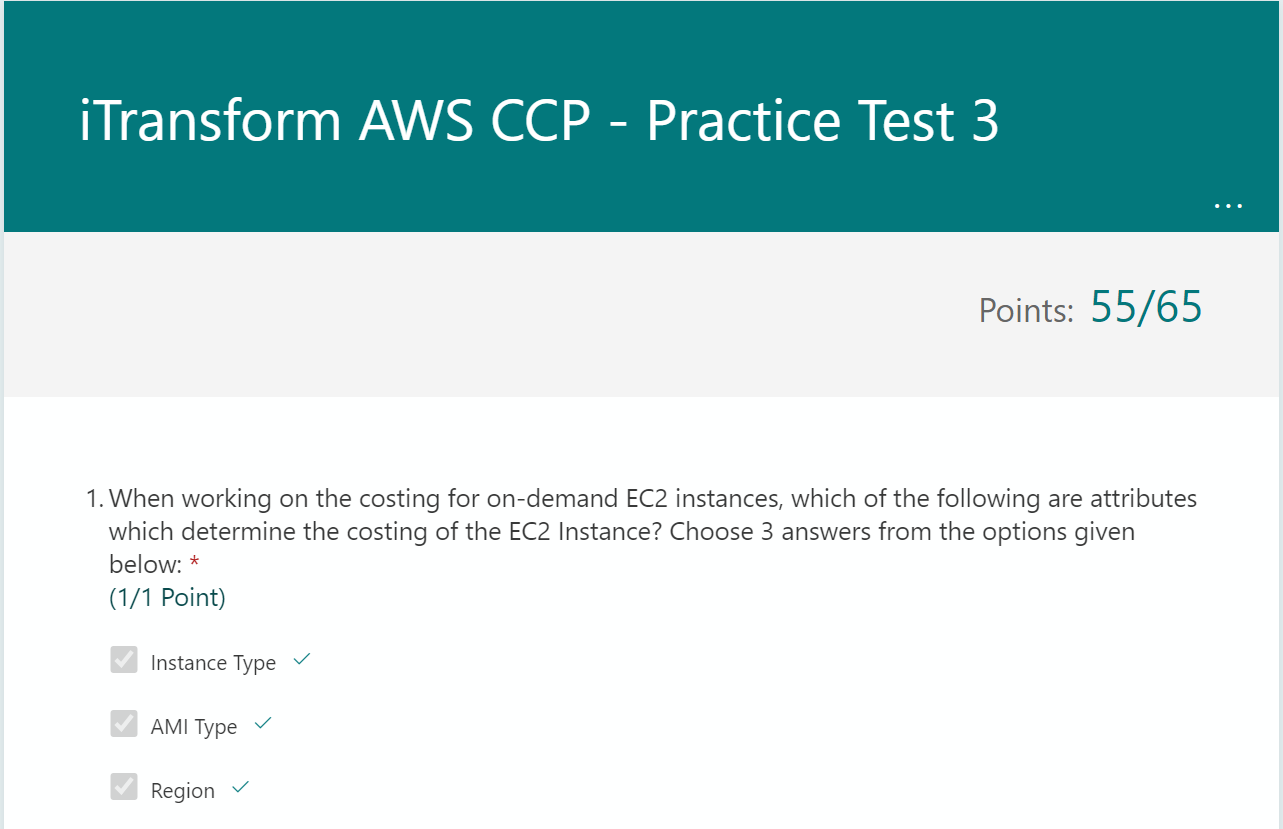 iTransform AWS CCP - Practice Test 3
...
Points: 55/65
1. When working on the costing for on-demand EC2 instances, which of the following are attributes
which determine the costing of the EC2 Instance? Choose 3 answers from the options given
below: *
(1/1 Point)
Instance Type
AMI Type
Region